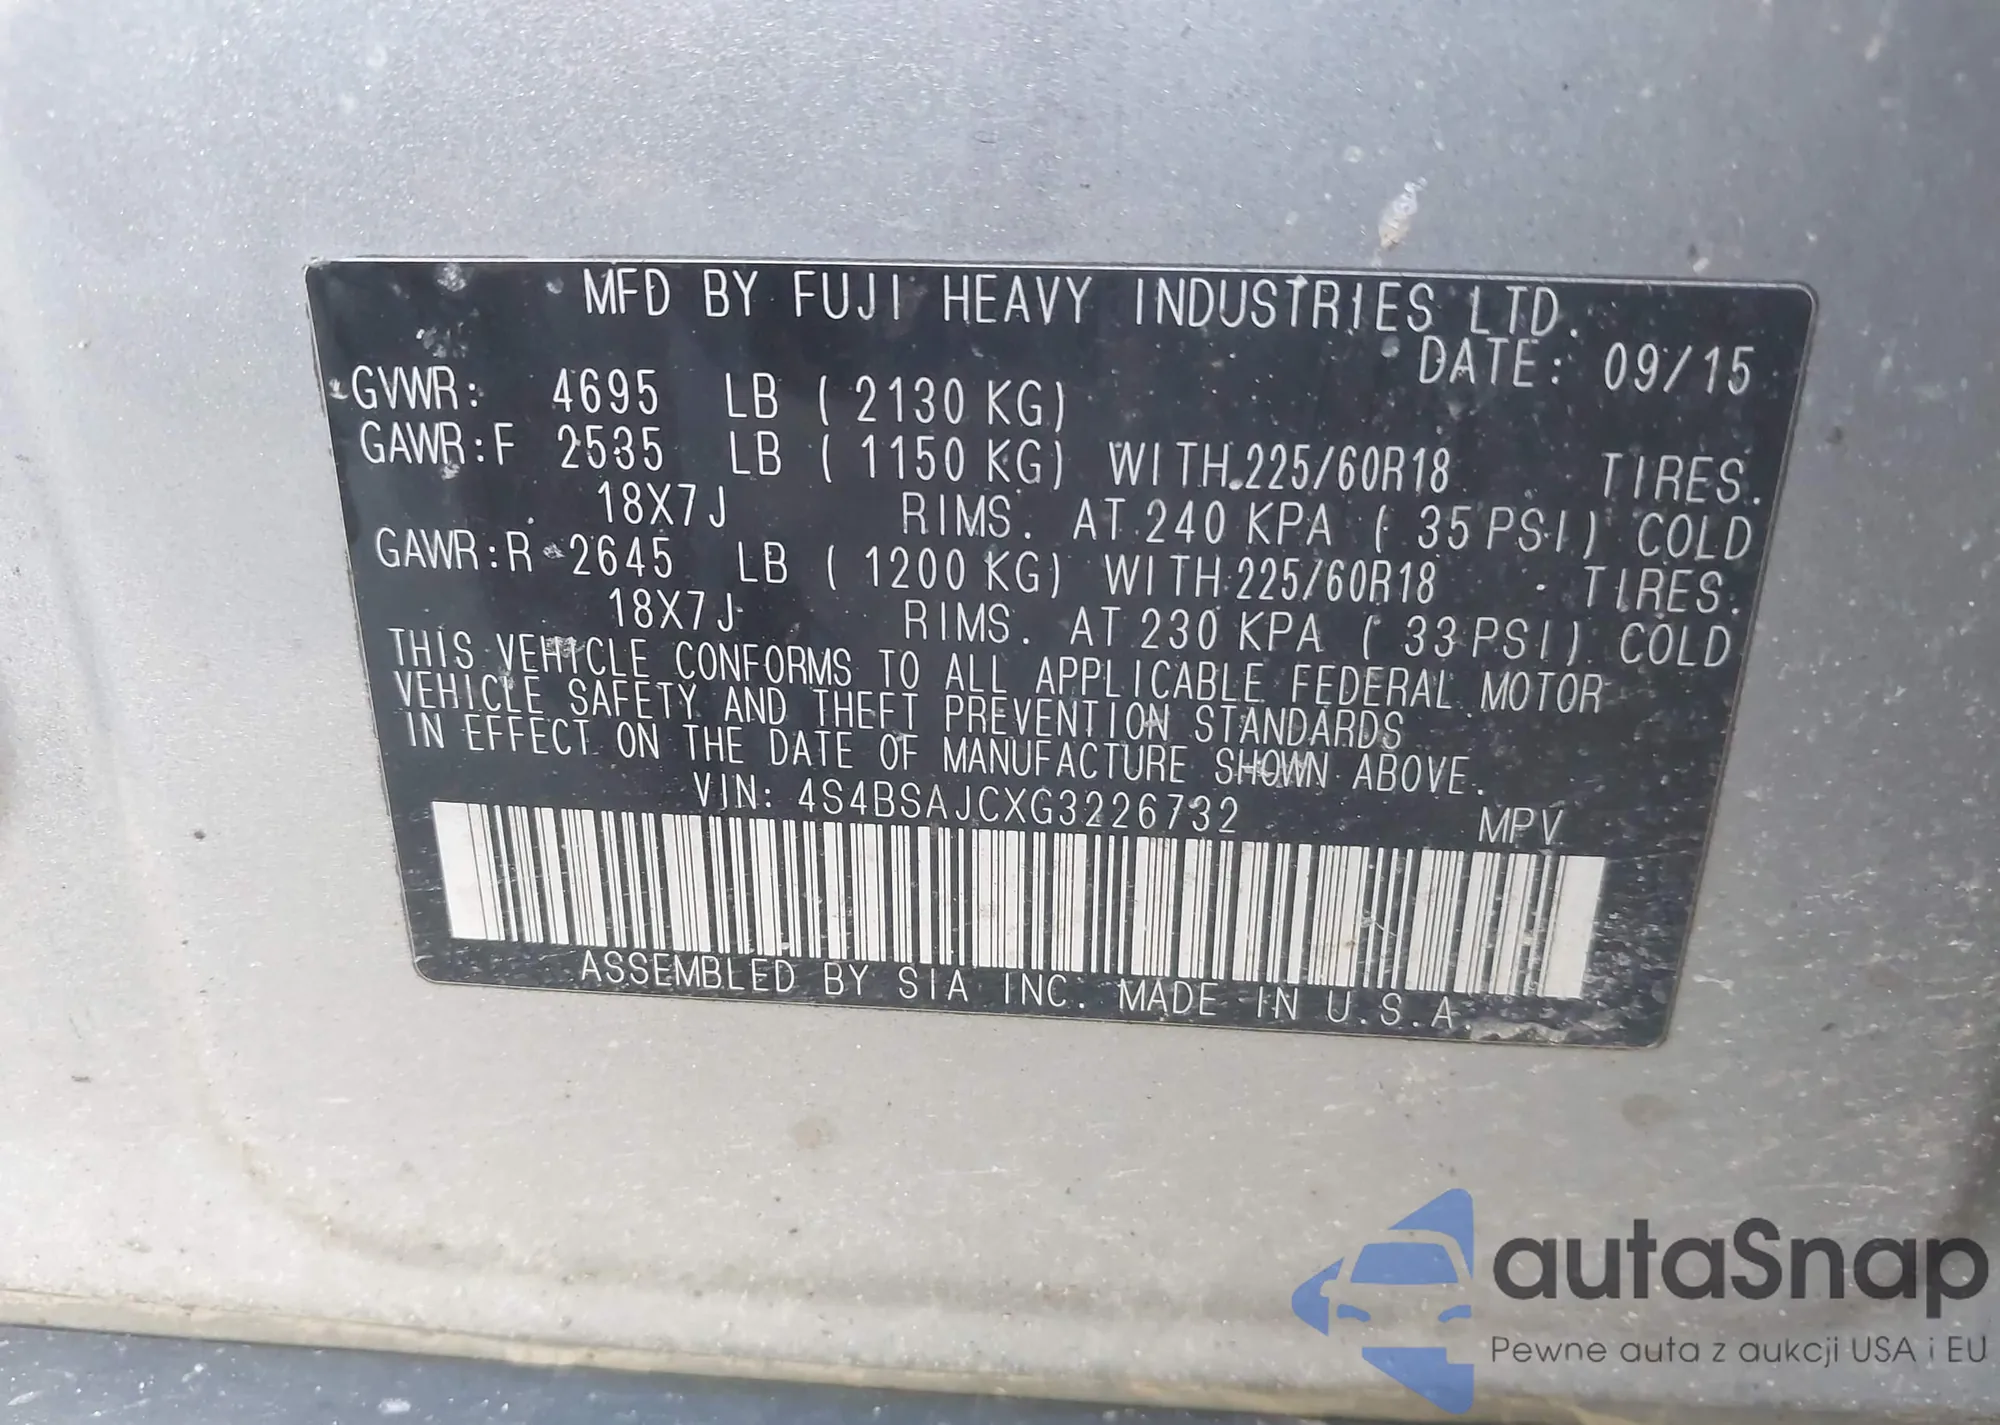 MFD BY FUJI HEAVY INDUSTRIES LTD.
DATE: 09/15
GVWR: 4695 LB ( 2130 KG)
GAWR:F 2535 LB ( 1150 KG) WITH 225/60R18 TIRES.
18X7J RIMS. AT 240 KPA ( 35 PSI) COLD
GAWR:R 2645 LB ( 1200 KG) WITH 225/60R18 TIRES.
18X7J RIMS. AT 230 KPA ( 33 PSI) COLD
THIS VEHICLE CONFORMS TO ALL APPLICABLE FEDERAL MOTOR
VEHICLE SAFETY AND THEFT PREVENTION STANDARDS
IN EFFECT ON THE DATE OF MANUFACTURE SHOWN ABOVE.
VIN: 4S4BSAJCXG3226732 MPV
ASSEMBLED BY SIA INC. MADE IN U.S.A.
autaSnap
Pewne auta z aukcji USA i EU